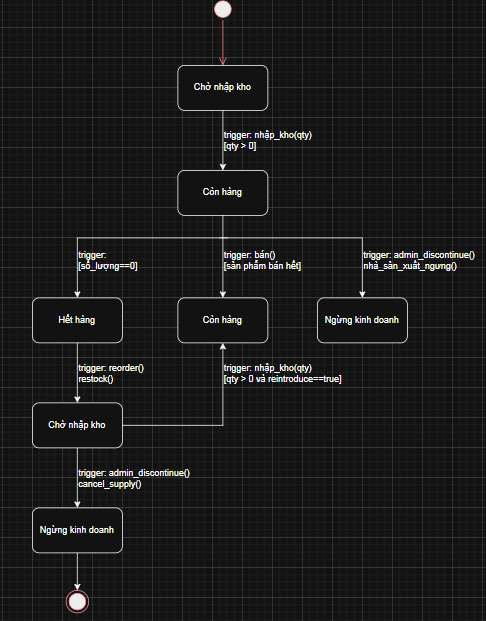 Chờ nhập kho
trigger: nhập_kho(qty)
[qty > 0]
Còn hàng
trigger:
[số_lượng==0]
trigger: bán()
[sản phẩm bán hết]
trigger: admin_discontinue()
nhà_sản_xuất_ngưng()
Hết hàng
Còn hàng
Ngừng kinh doanh
trigger: reorder()
restock()
trigger: nhập_kho(qty)
[qty > 0 và reintroduce==true]
Chờ nhập kho
trigger: admin_discontinue()
cancel_supply()
Ngừng kinh doanh